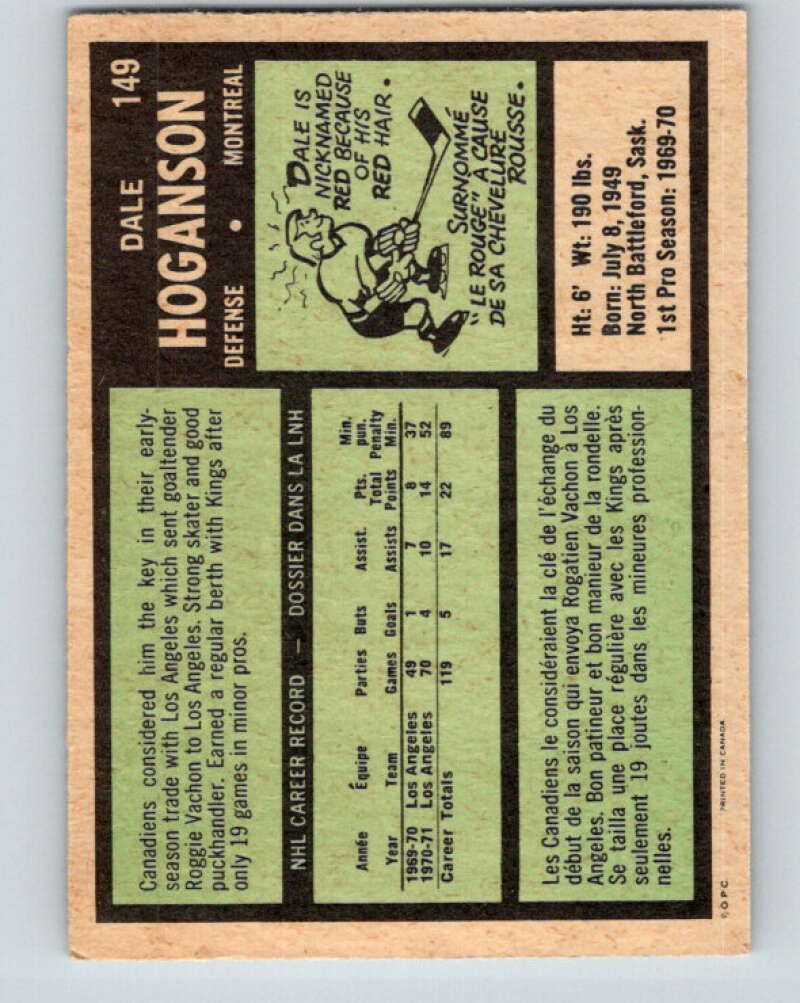 DALE 149
HOGANSON
DEFENSE • MONTREAL
Canadiens considered him the key in their early-
season trade with Los Angeles which sent goaltender
Roggie Vachon to Los Angeles. Strong skater and good
puckhandler. Earned a regular berth with Kings after
only 19 games in minor pros.
DALE IS
NICKNAMED
RED BECAUSE
OF HIS
RED HAIR.
SURNOMMÉ
"LE ROUGE" À CAUSE
DE SA CHEVELURE
ROUSSE.
NHL CAREER RECORD — DOSSIER DANS LA LNH
Min.
Pts. pun.
Année Équipe Parties Buts Assist. Total Penalty
Year Team Games Goals Assists Points Min.
1969-70 Los Angeles 49 1 7 8 37
1970-71 Los Angeles 70 4 10 14 52
Career Totals 119 5 17 22 89
Ht: 6' Wt: 190 lbs.
Born: July 8, 1949
North Battleford, Sask.
1st Pro Season: 1969-70
Les Canadiens le considéraient la clé de l'échange du
début de la saison qui envoya Rogatien Vachon à Los
Angeles. Bon patineur et bon manieur de la rondelle.
Se tailla une place régulière avec les Kings après
seulement 19 joutes dans les mineures profession-
nelles.
© O P C PRINTED IN CANADA